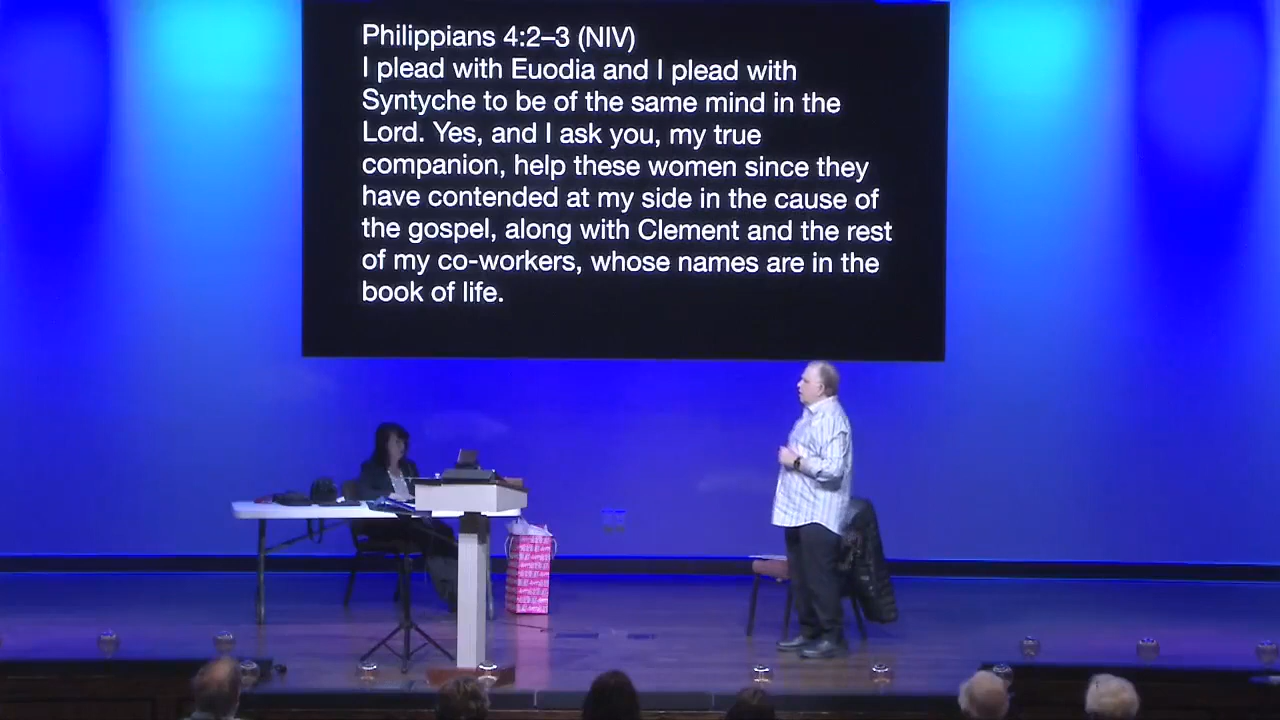 Philippians 4:2–3 (NIV)
I plead with Euodia and I plead with
Syntyche to be of the same mind in the
Lord. Yes, and I ask you, my true
companion, help these women since they
have contended at my side in the cause of
the gospel, along with Clement and the rest
of my co-workers, whose names are in the
book of life.